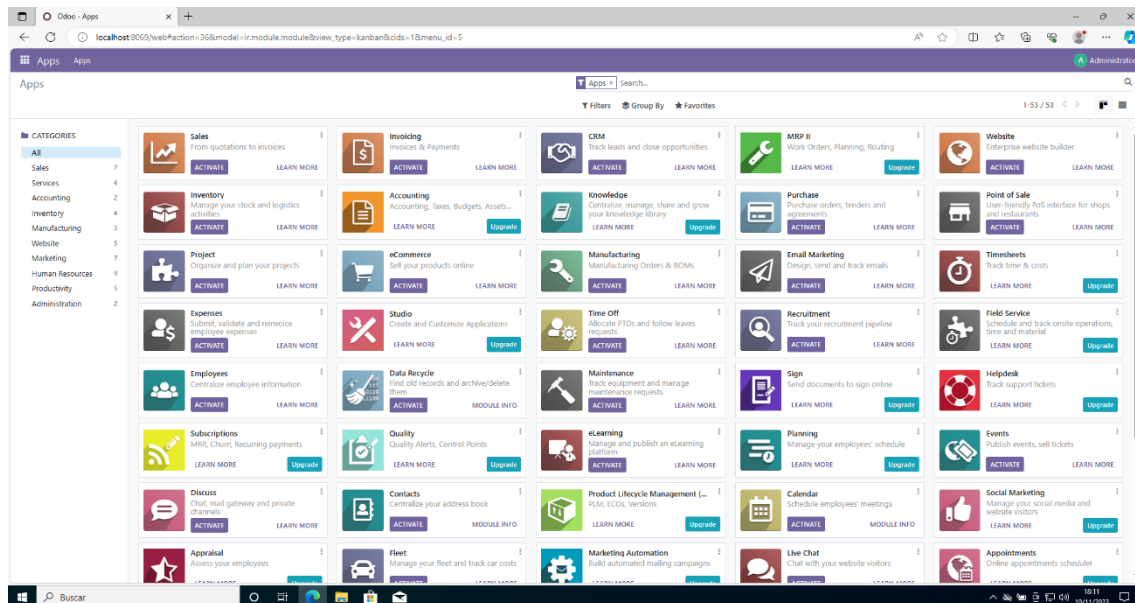 Odoo - Apps
localhost:8069/web#action=36&model=ir.module.module&view_type=kanban&cids=1&menu_id=5
Apps Apps
A Administrator
Apps
Apps × Search...
Filters Group By Favorites
1-53 / 53
CATEGORIES
All
Sales 7
Services 4
Accounting 2
Inventory 4
Manufacturing 5
Website 5
Marketing 7
Human Resources 9
Productivity 5
Administration 2
Sales
From quotations to invoices
ACTIVATE LEARN MORE
Invoicing
Invoices & Payments
ACTIVATE LEARN MORE
CRM
Track leads and close opportunities
ACTIVATE LEARN MORE
MRP II
Work Orders, Planning, Routing
LEARN MORE Upgrade
Website
Enterprise website builder
ACTIVATE LEARN MORE
Inventory
Manage your stock and logistics
activities
ACTIVATE LEARN MORE
Accounting
Accounting, Taxes, Budgets, Assets...
LEARN MORE Upgrade
Knowledge
Centralize, manage, share and grow
your knowledge library
LEARN MORE Upgrade
Purchase
Purchase orders, tenders and
agreements
ACTIVATE LEARN MORE
Point of Sale
User-friendly PoS interface for shops
and restaurants
ACTIVATE LEARN MORE
Project
Organize and plan your projects
ACTIVATE LEARN MORE
eCommerce
Sell your products online
ACTIVATE LEARN MORE
Manufacturing
Manufacturing Orders & BOMs
ACTIVATE LEARN MORE
Email Marketing
Design, send and track emails
ACTIVATE LEARN MORE
Timesheets
Track time & costs
LEARN MORE Upgrade
Expenses
Submit, validate and reinvoice
employee expenses
ACTIVATE LEARN MORE
Studio
Create and Customize Applications
LEARN MORE Upgrade
Time Off
Allocate PTOs and follow leaves
requests
ACTIVATE LEARN MORE
Recruitment
Track your recruitment pipeline
ACTIVATE LEARN MORE
Field Service
Schedule and track onsite operations,
time and material
LEARN MORE Upgrade
Employees
Centralize employee information
ACTIVATE LEARN MORE
Data Recycle
Find old records and archive/delete
them
ACTIVATE MODULE INFO
Maintenance
Track equipment and manage
maintenance requests
ACTIVATE LEARN MORE
Sign
Send documents to sign online
LEARN MORE Upgrade
Helpdesk
Track support tickets
LEARN MORE Upgrade
Subscriptions
MRR, Churn, Recurring payments
LEARN MORE Upgrade
Quality
Quality Alerts, Control Points
LEARN MORE Upgrade
eLearning
Manage and publish an eLearning
platform
ACTIVATE LEARN MORE
Planning
Manage your employees' schedule
LEARN MORE Upgrade
Events
Publish events, sell tickets
ACTIVATE LEARN MORE
Discuss
Chat, mail gateway and private
channels
ACTIVATE LEARN MORE
Contacts
Centralize your address book
ACTIVATE MODULE INFO
Product Lifecycle Management (...
PLM, ECOs, Versions
LEARN MORE Upgrade
Calendar
Schedule employees' meetings
ACTIVATE MODULE INFO
Social Marketing
Manage your social media and
website visitors
LEARN MORE Upgrade
Appraisal
Assess your employees
LEARN MORE Upgrade
Fleet
Manage your fleet and track car costs
ACTIVATE LEARN MORE
Marketing Automation
Build automated mailing campaigns
LEARN MORE Upgrade
Live Chat
Chat with your website visitors
ACTIVATE LEARN MORE
Appointments
Online appointments scheduler
LEARN MORE Upgrade
Buscar
18:11
10/11/2023